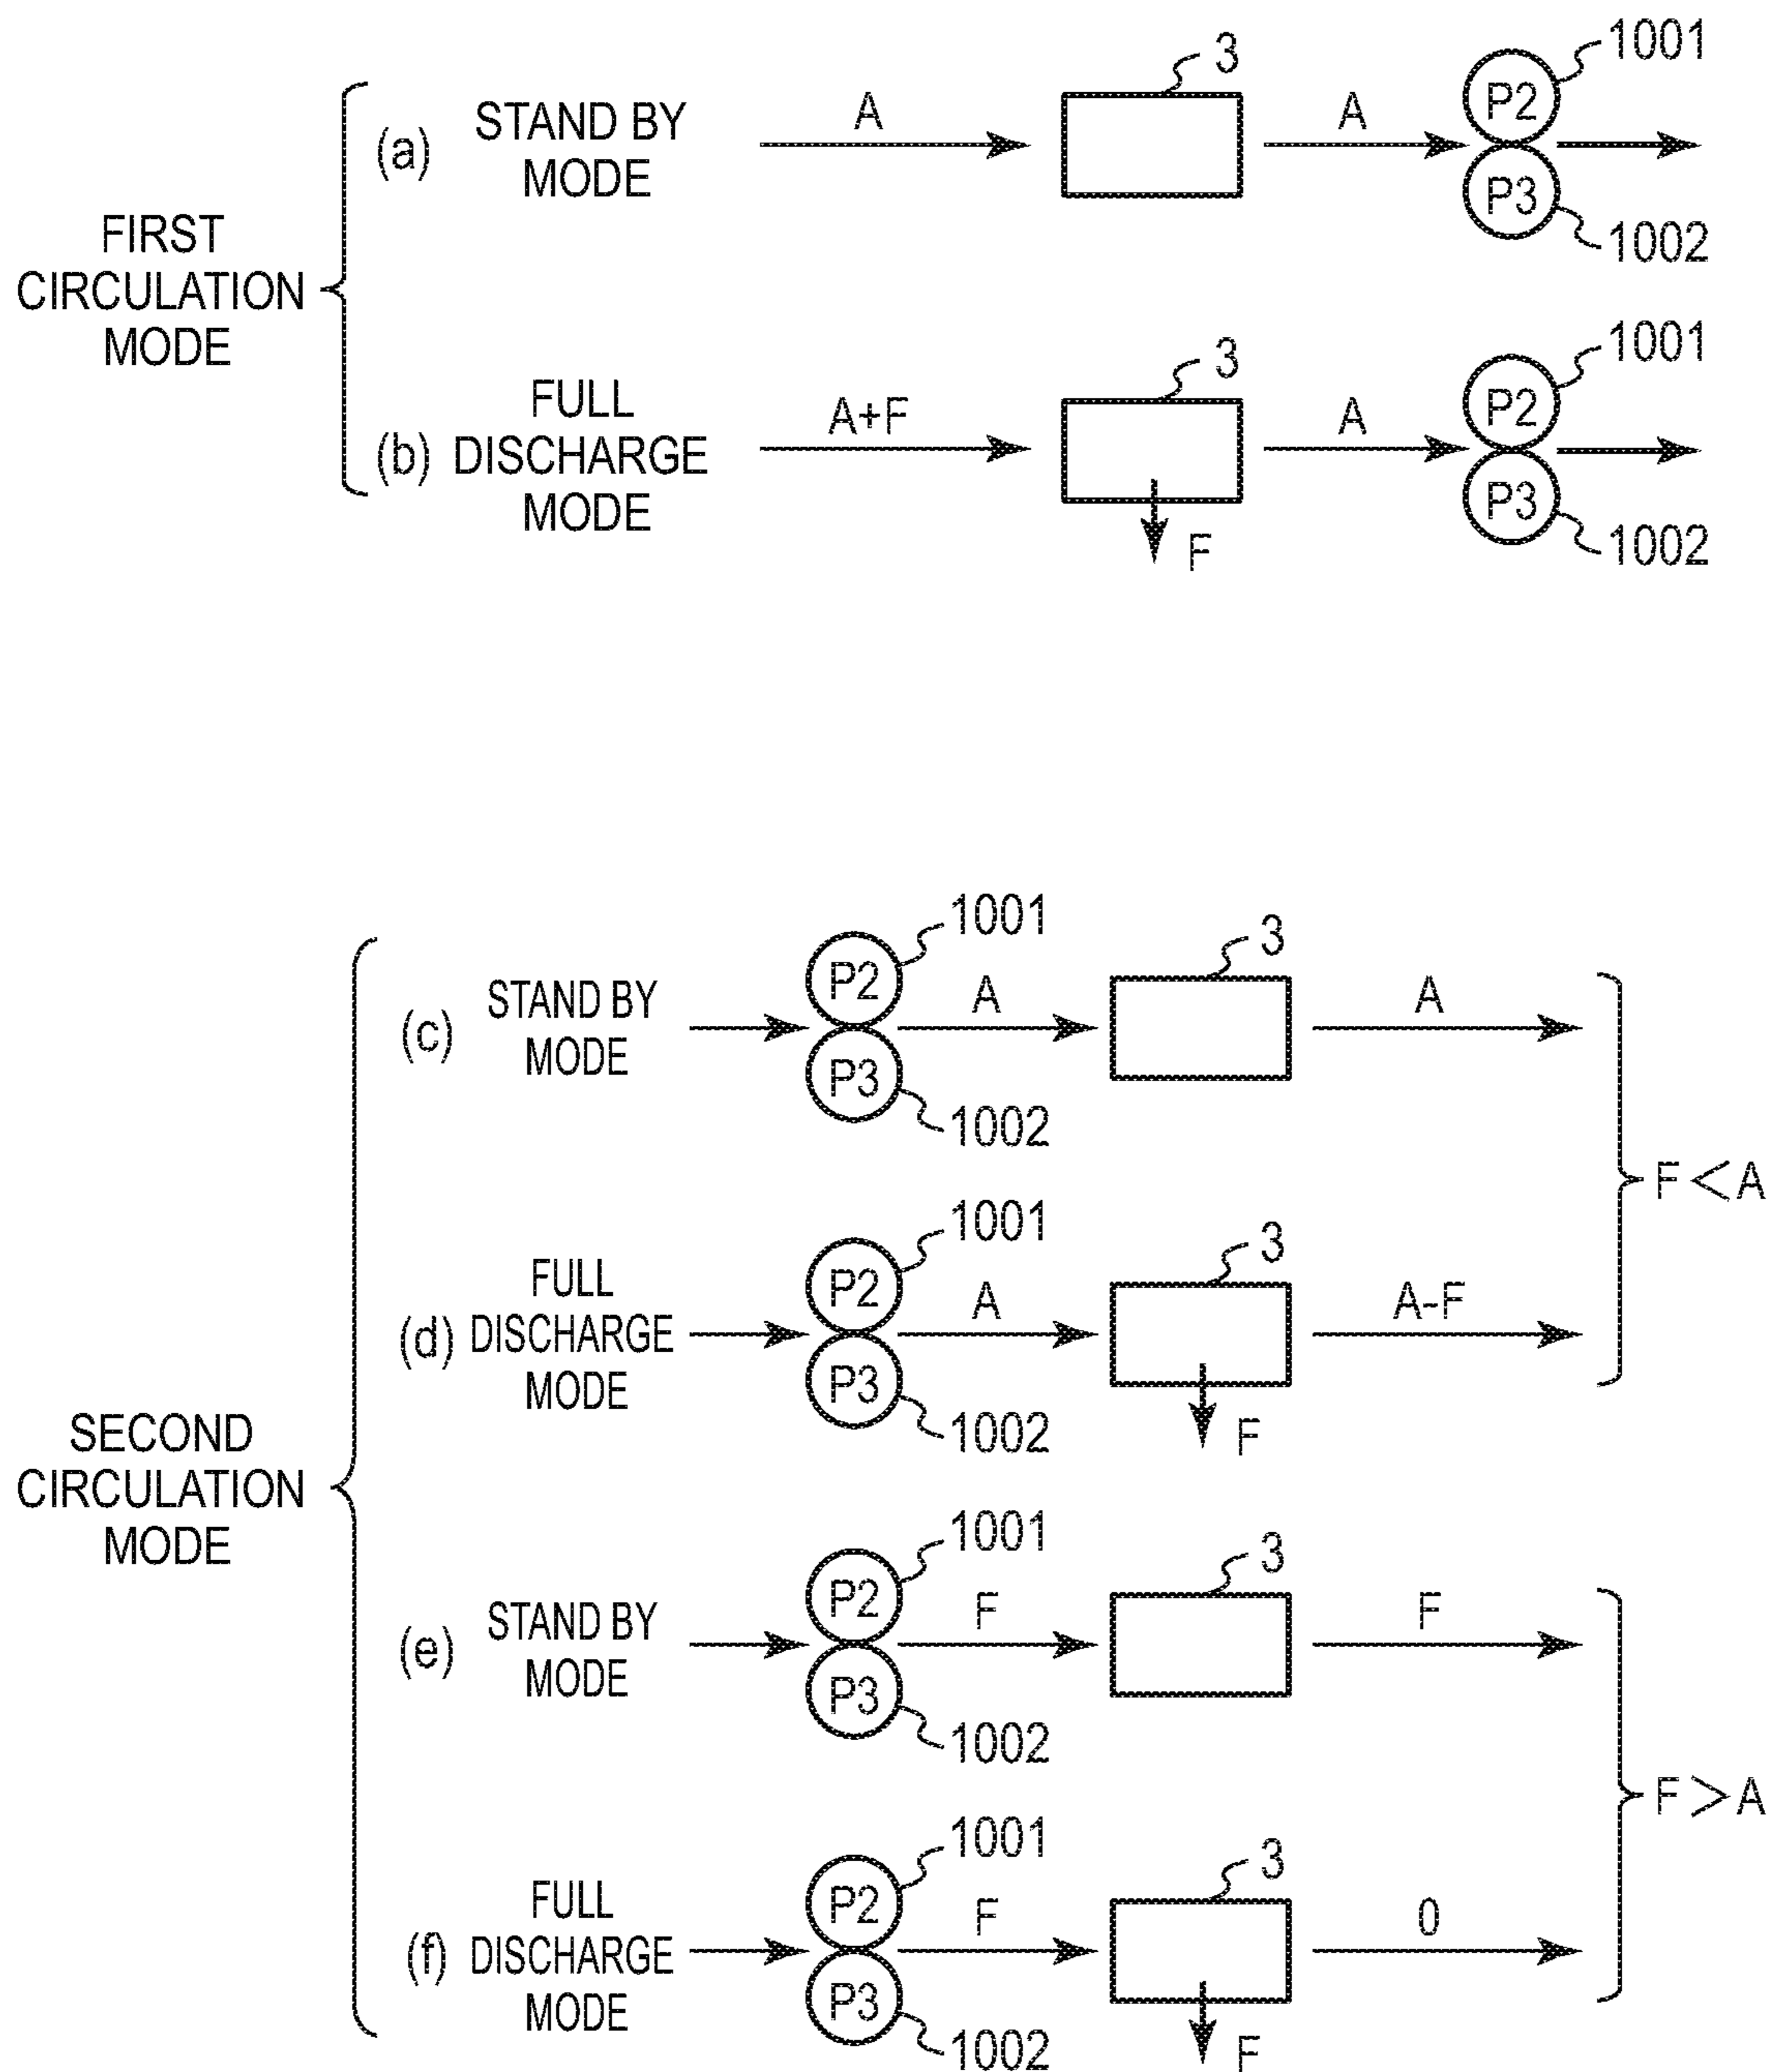 FIRST
CIRCULATION
MODE
(a)
STAND BY
MODE
A
3
A
P2
P3
1001
1002
(b)
FULL
DISCHARGE
MODE
A+F
3
F
A
P2
P3
1001
1002
SECOND
CIRCULATION
MODE
(c)
STAND BY
MODE
P2
P3
1001
1002
A
3
A
(d)
FULL
DISCHARGE
MODE
P2
P3
1001
1002
A
3
F
A-F
F<A
(e)
STAND BY
MODE
P2
P3
1001
1002
F
3
F
(f)
FULL
DISCHARGE
MODE
P2
P3
1001
1002
F
3
F
0
F>A